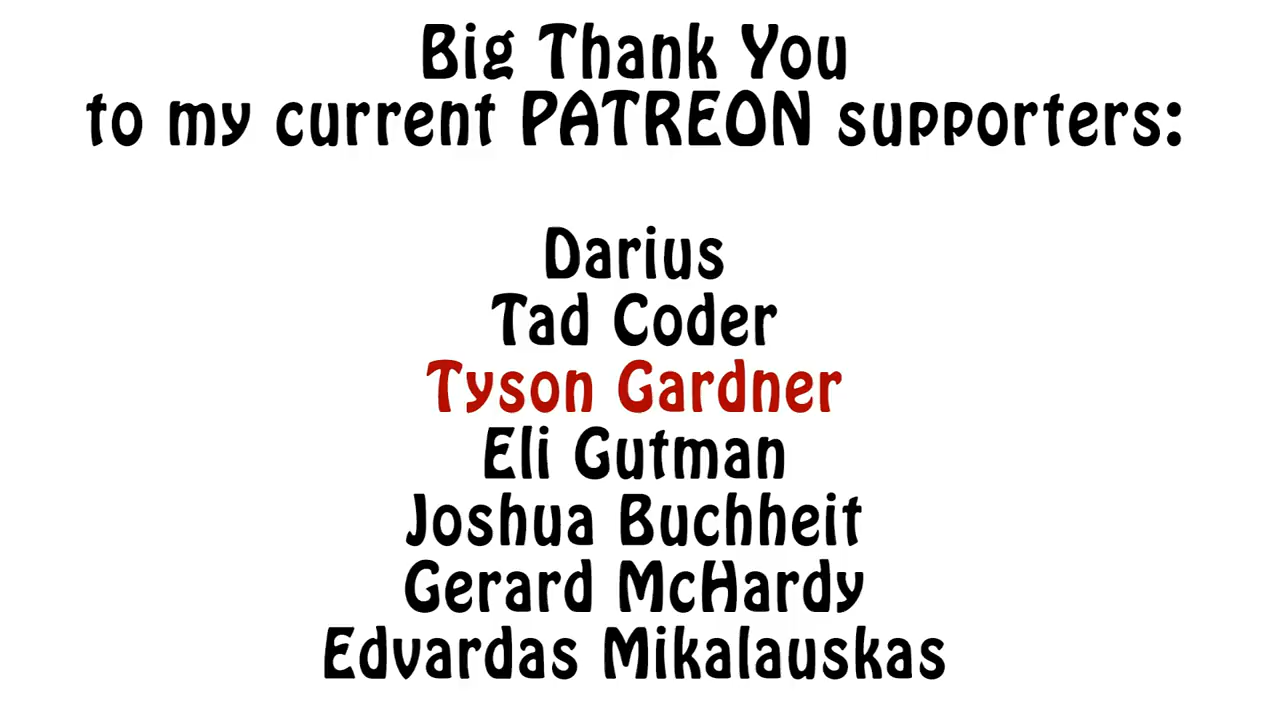 Big Thank You
to my current PATREON supporters:
Darius
Tad Coder
Tyson Gardner
Eli Gutman
Joshua Buchheit
Gerard McHardy
Edvardas Mikalauskas